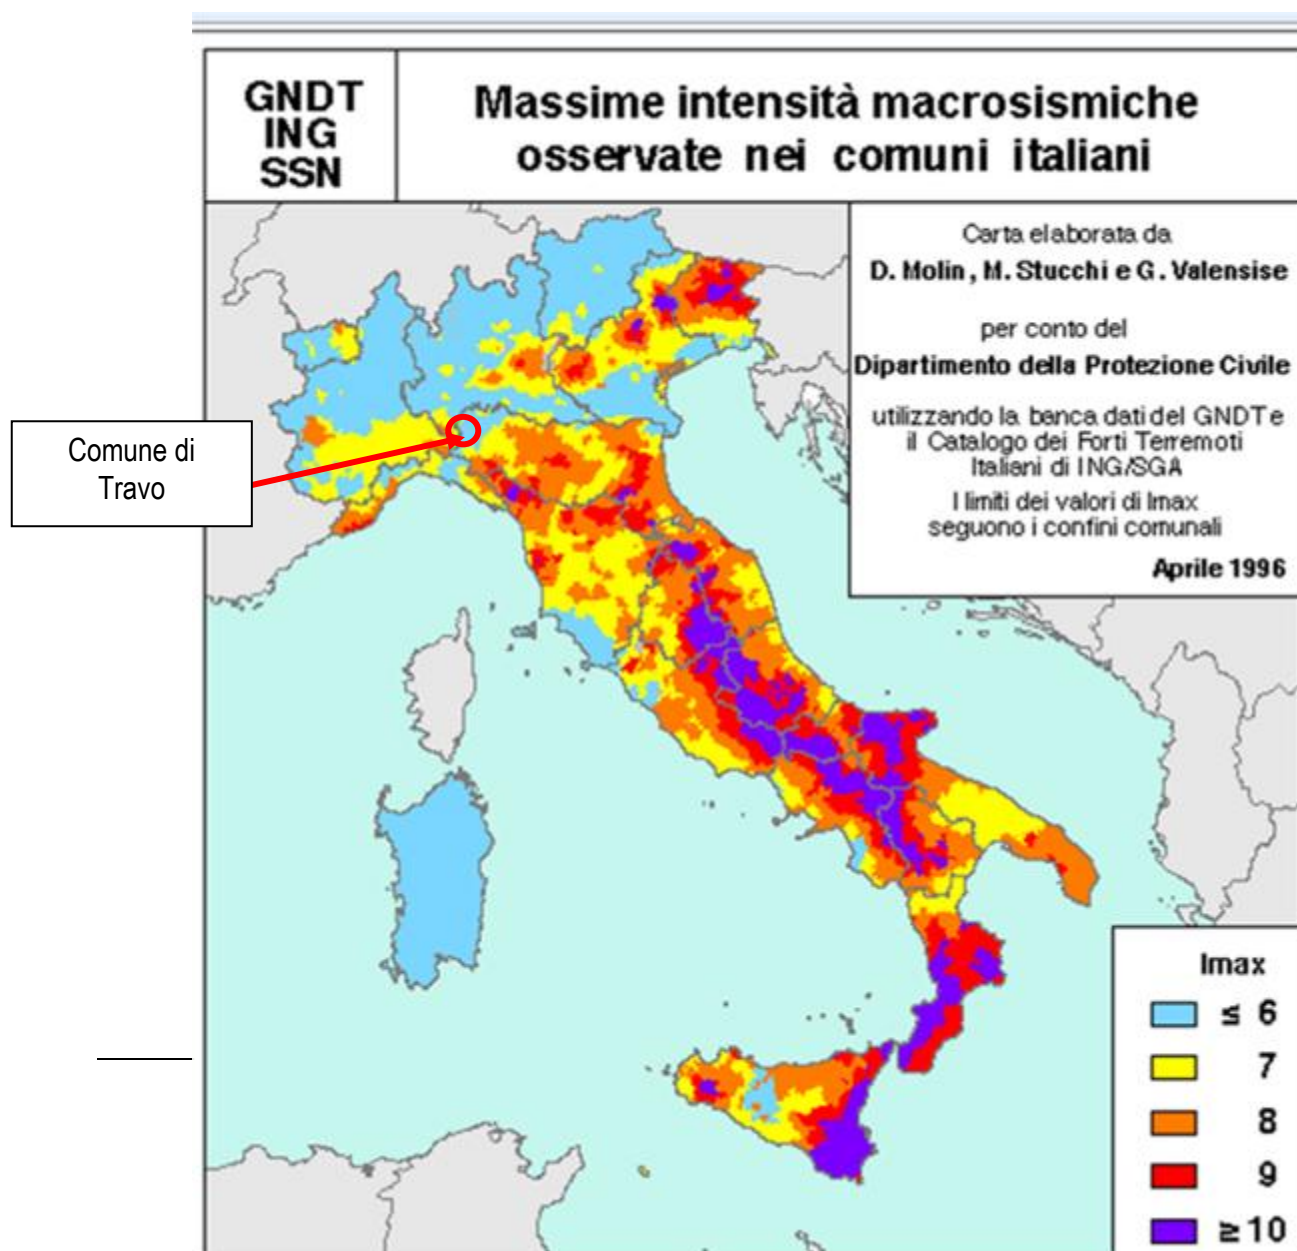 GNDT
ING
SSN
Massime intensità macrosismiche
osservate nei comuni italiani
Carta elaborata da
D. Molin, M. Stucchi e G. Valensise
per conto del
Dipartimento della Protezione Civile
utilizzando la banca dati del GNDT e
il Catalogo dei Forti Terremoti
Italiani di ING/SGA
I limiti dei valori di Imax
seguono i confini comunali
Aprile 1996
Comune di
Travo
Imax
≤ 6
7
8
9
≥ 10